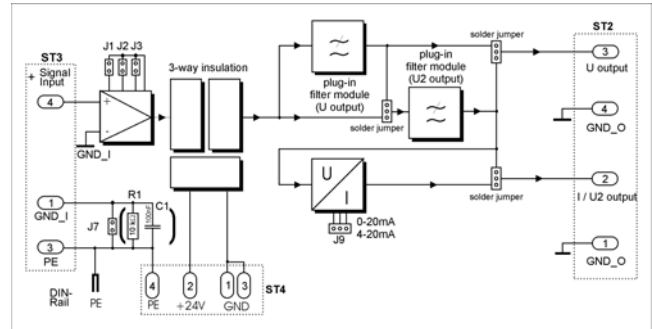 ST3
+ Signal
Input
4
J1 J2 J3
+
-
GND_I
3-way insulation
plug-in
filter module
(U output)
solder jumper
plug-in
filter module
(U2 output)
solder jumper
ST2
3
U output
4
GND_O
2
I / U2 output
1
GND_O
U
I
0-20mA
4-20mA
J9
solder jumper
1
GND_I
J7
R1
10 kΩ
100nF
C1
3
PE
DIN-
Rail
PE
4
PE
2
+24V
1 3
GND
ST4